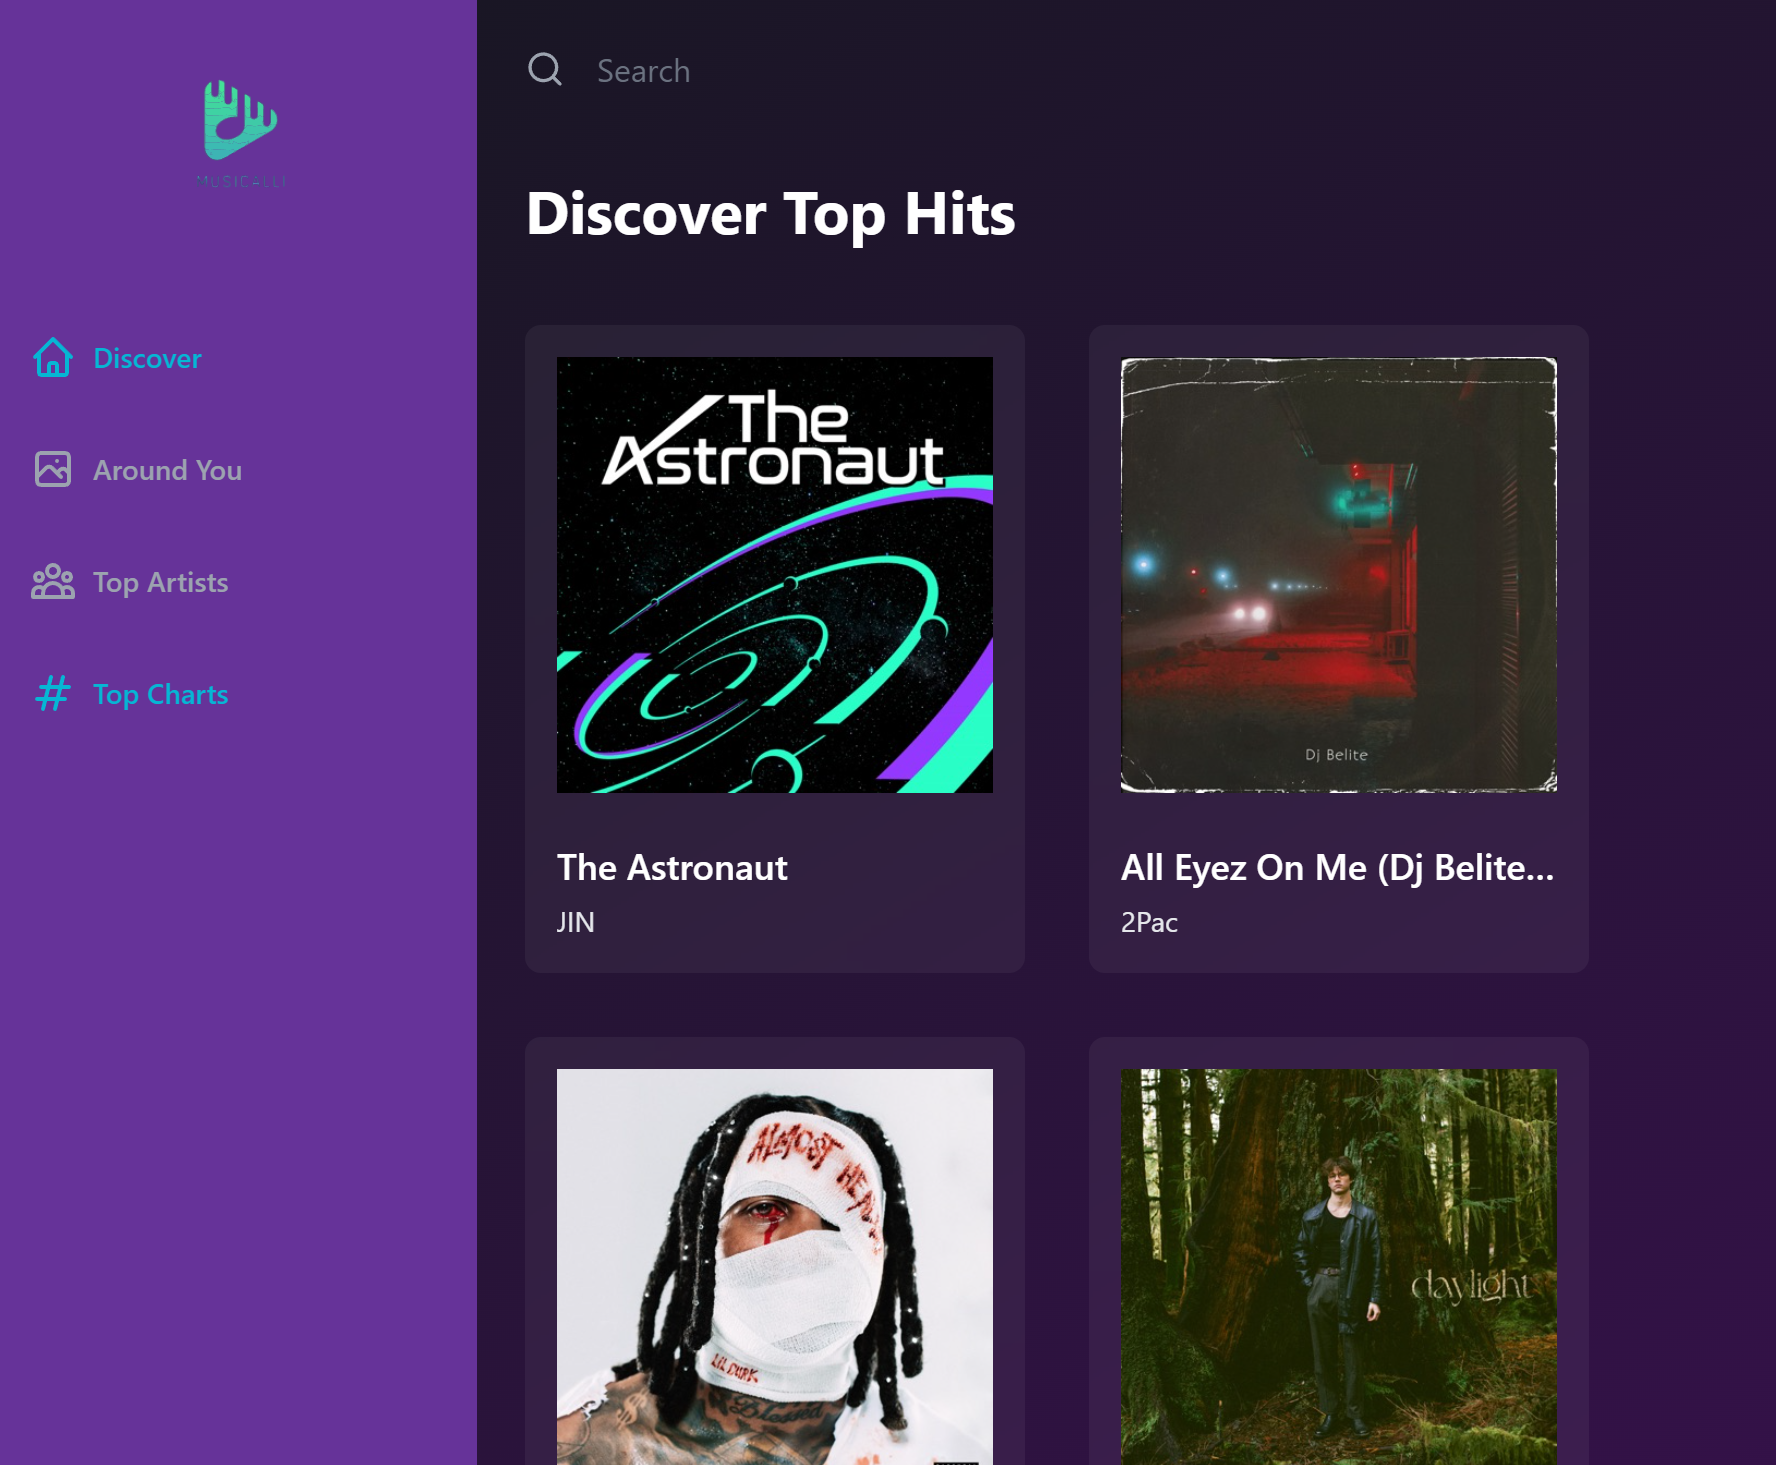 MUSICALLI
Discover
Around You
Top Artists
Top Charts
Search
Discover Top Hits
The
Astronaut
The Astronaut
JIN
Dj Belite
All Eyez On Me (Dj Belite...
2Pac
ALMOST HEALED
LIL DURK
Blessed
daylight